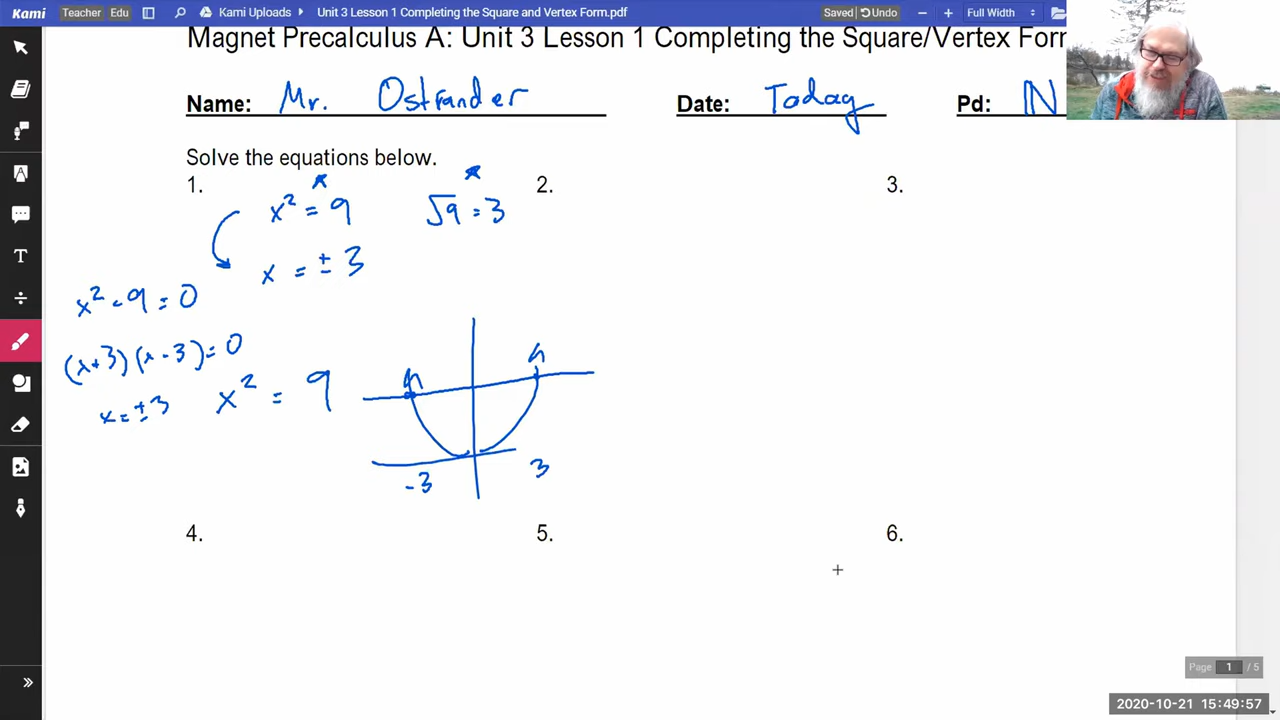 Kami Teacher Edu Kami Uploads > Unit 3 Lesson 1 Completing the Square and Vertex Form.pdf Saved Undo Full Width
Magnet Precalculus A: Unit 3 Lesson 1 Completing the Square/Vertex Form
Name: Mr. Ostrander Date: Today Pd: N
Solve the equations below.
1. 2. 3.
x² = 9 √9 = 3
x = ± 3
x² - 9 = 0
(x+3)(x-3) = 0
x = ±3 x² = 9
-3 3
4. 5. 6.
Page 1 / 5
2020-10-21 15:49:57